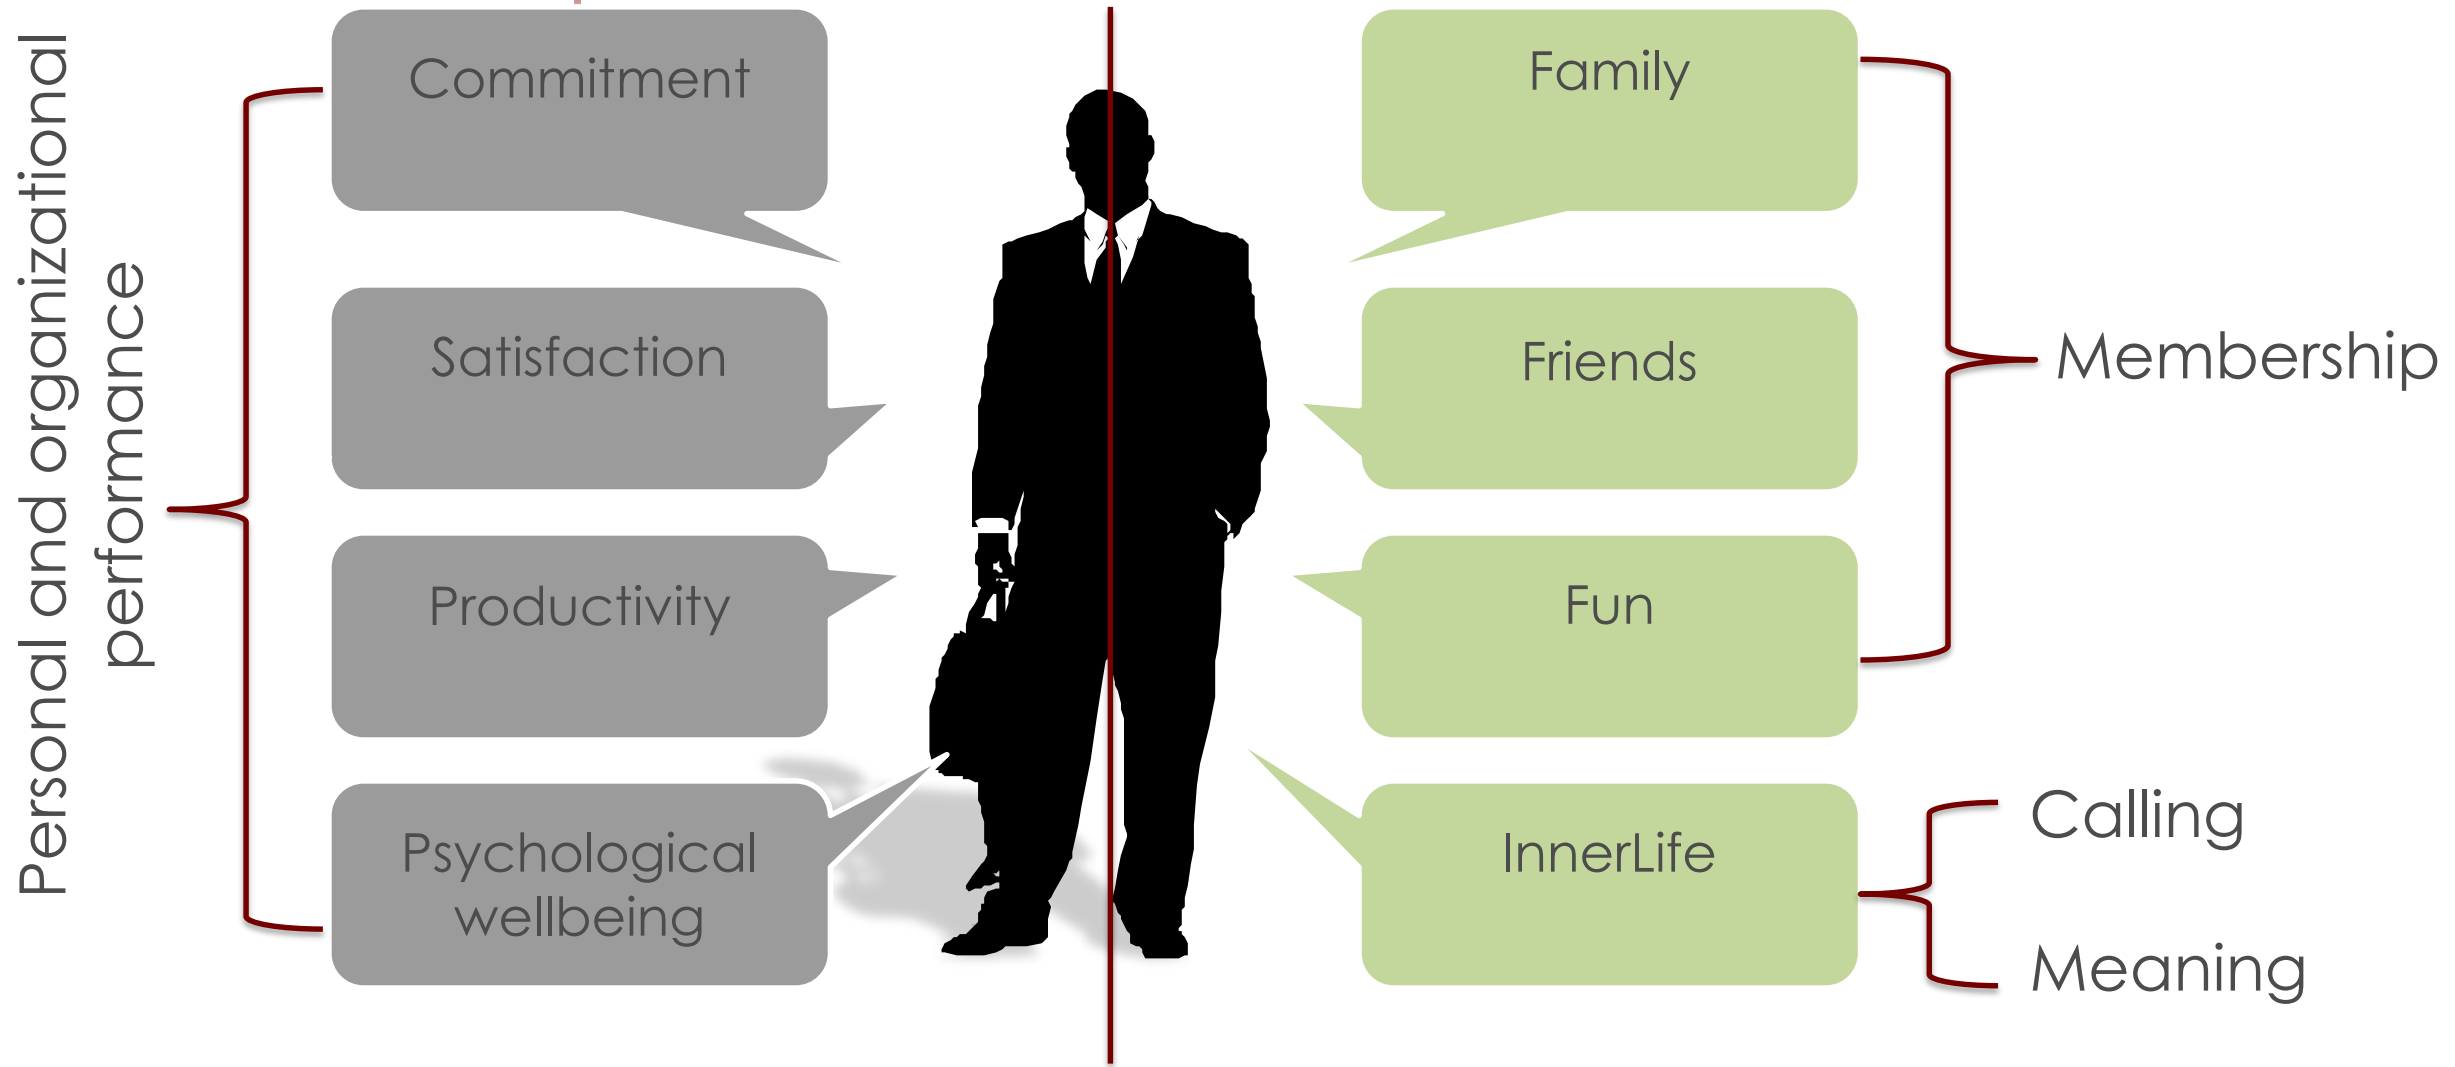 Personal and organizational
performance
Commitment
Satisfaction
Productivity
Psychological
wellbeing
Family
Friends
Fun
InnerLife
Membership
Calling
Meaning